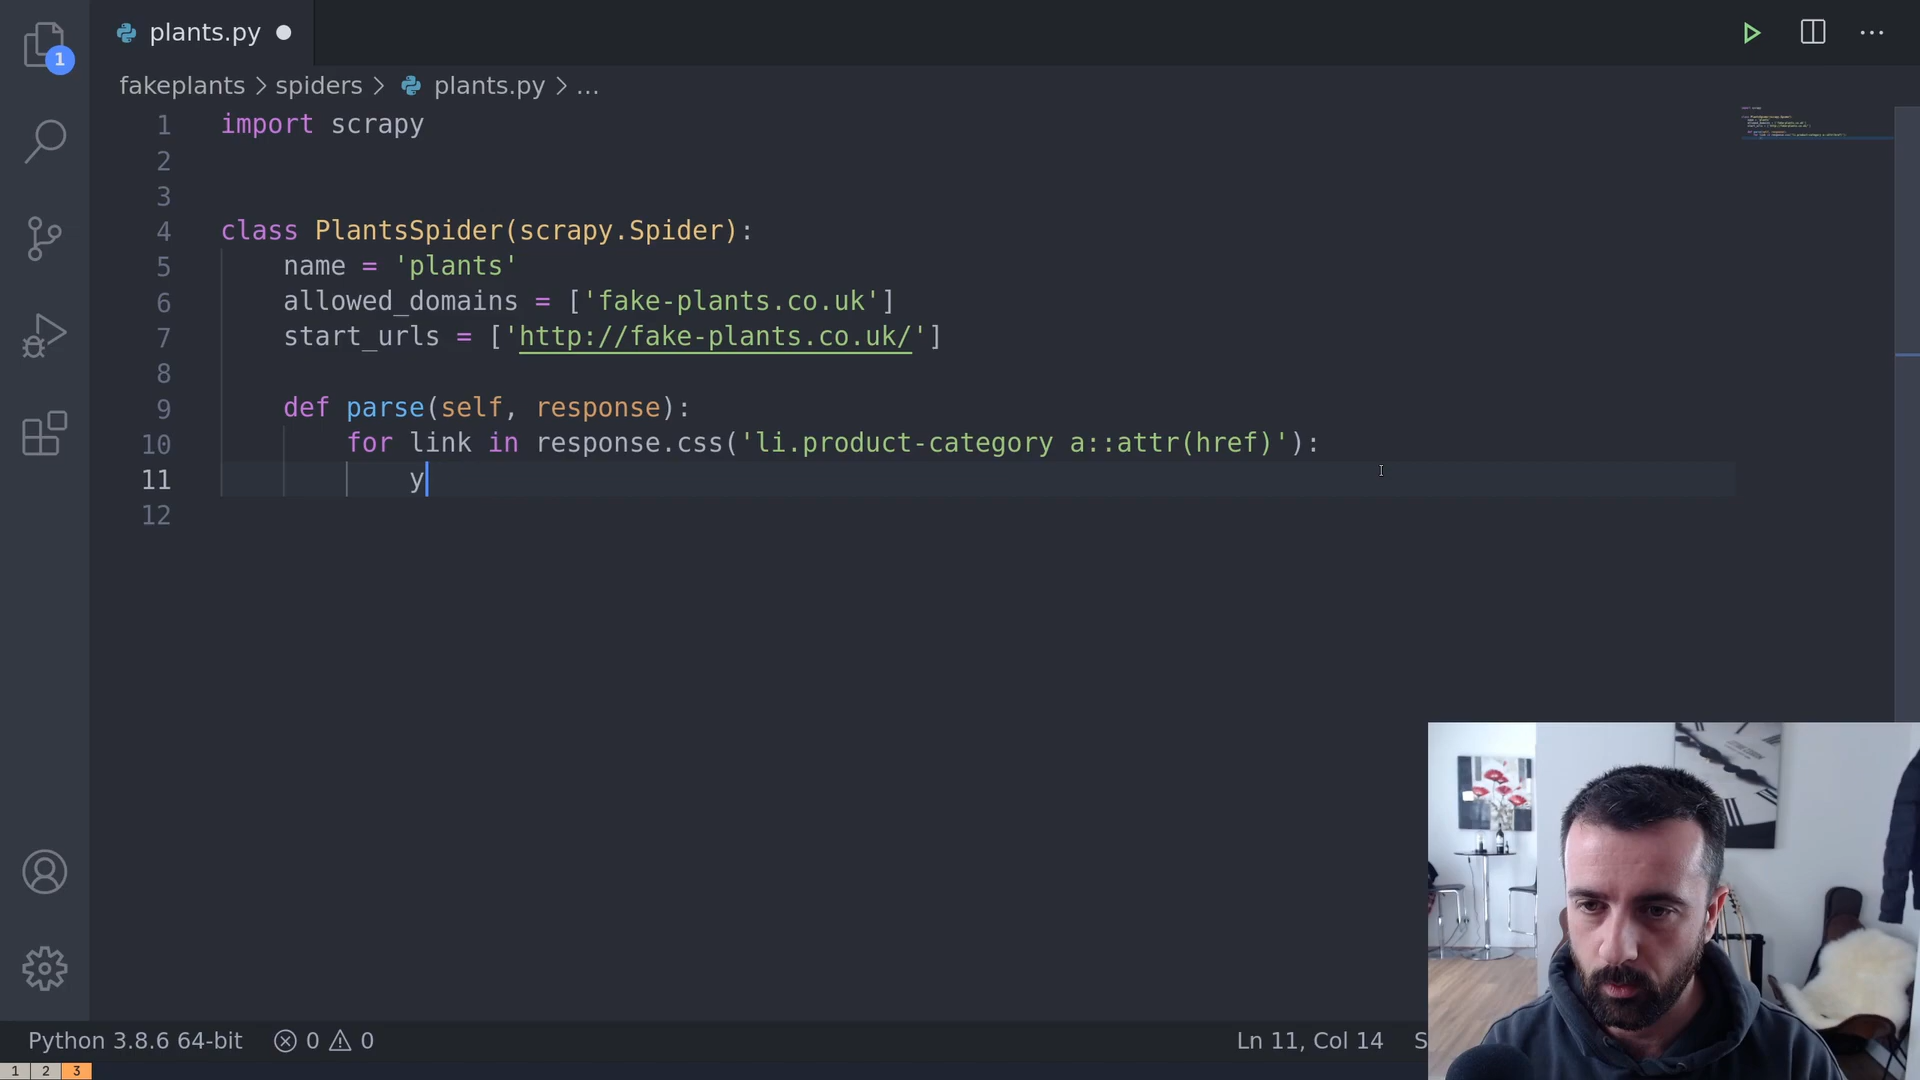 plants.py
1
fakeplants > spiders > plants.py > ...
1 import scrapy
2
3
4 class PlantsSpider(scrapy.Spider):
5 name = 'plants'
6 allowed_domains = ['fake-plants.co.uk']
7 start_urls = ['http://fake-plants.co.uk/']
8
9 def parse(self, response):
10 for link in response.css('li.product-category a::attr(href)'):
11 y
12
Python 3.8.6 64-bit 0 0 Ln 11, Col 14 S
1 2 3